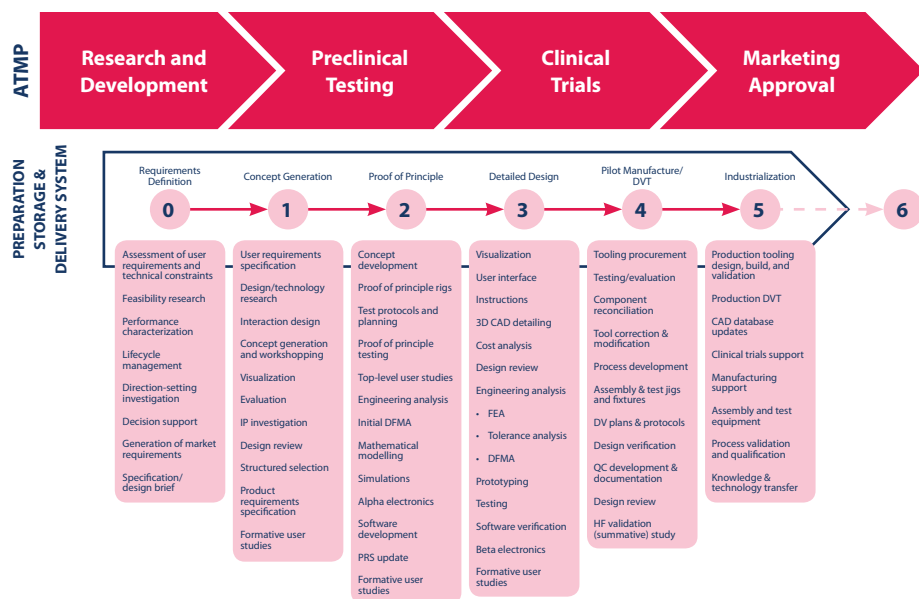 ATMP
Research and
Development
Preclinical
Testing
Clinical
Trials
Marketing
Approval
PREPARATION
STORAGE &
DELIVERY SYSTEM
Requirements
Definition
0
Concept Generation
1
Proof of Principle
2
Detailed Design
3
Pilot Manufacture/
DVT
4
Industrialization
5
6
Assessment of user
requirements and
technical constraints
Feasibility research
Performance
characterization
Lifecycle
management
Direction-setting
investigation
Decision support
Generation of market
requirements
Specification/
design brief
User requirements
specification
Design/technology
research
Interaction design
Concept generation
and workshopping
Visualization
Evaluation
IP investigation
Design review
Structured selection
Product
requirements
specification
Formative user
studies
Concept
development
Proof of principle rigs
Test protocols and
planning
Proof of principle
testing
Top-level user studies
Engineering analysis
Initial DFMA
Mathematical
modelling
Simulations
Alpha electronics
Software
development
PRS update
Formative user
studies
Visualization
User interface
Instructions
3D CAD detailing
Cost analysis
Design review
Engineering analysis
• FEA
• Tolerance analysis
• DFMA
Prototyping
Testing
Software verification
Beta electronics
Formative user
studies
Tooling procurement
Testing/evaluation
Component
reconciliation
Tool correction &
modification
Process development
Assembly & test jigs
and fixtures
DV plans & protocols
Design verification
QC development &
documentation
Design review
HF validation
(summative) study
Production tooling
design, build, and
validation
Production DVT
CAD database
updates
Clinical trials support
Manufacturing
support
Assembly and test
equipment
Process validation
and qualification
Knowledge &
technology transfer